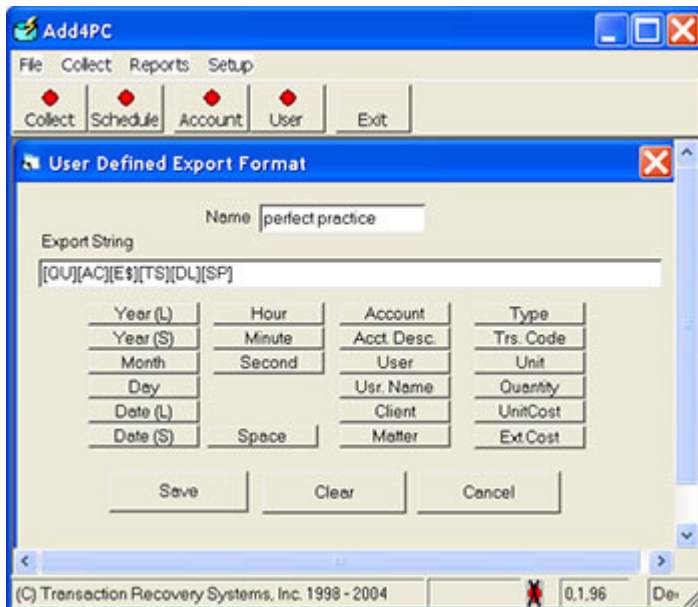 Add4PC
File Collect Reports Setup
Collect Schedule Account User Exit
User Defined Export Format
Name perfect practice
Export String
[QU][AC][E$][TS][DL][SP]
Year (L) Hour Account Type
Year (S) Minute Acct. Desc. Trs. Code
Month Second User Unit
Day Usr. Name Quantity
Date (L) Client UnitCost
Date (S) Space Matter Ext.Cost
Save Clear Cancel
(C) Transaction Recovery Systems, Inc. 1998 - 2004 0,1,96